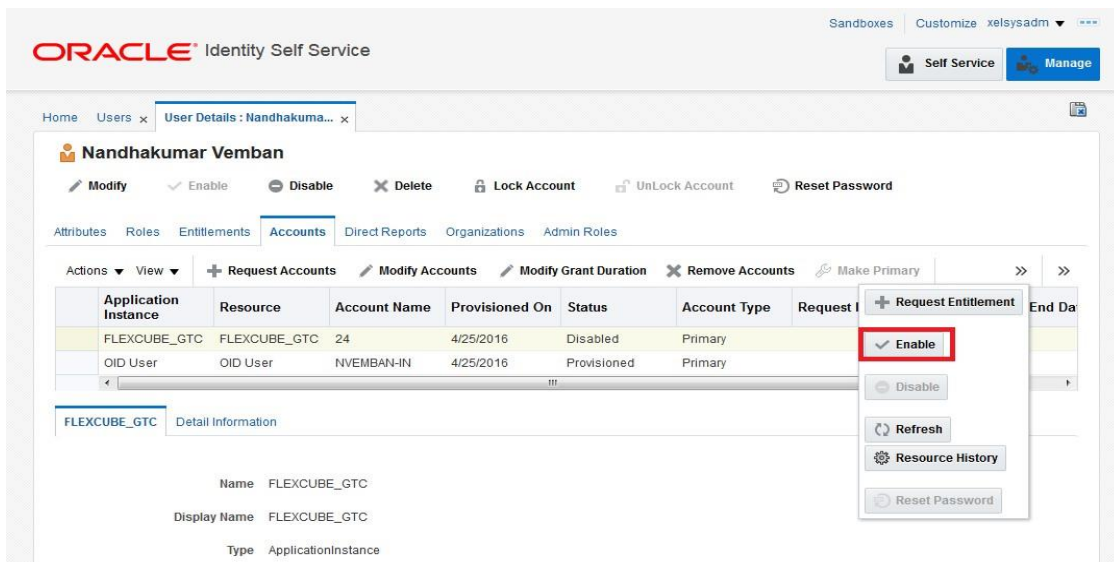 Sandboxes Customize xelsysadm
ORACLE Identity Self Service
Self Service Manage
Home Users x User Details : Nandhakuma... x
Nandhakumar Vemban
Modify Enable Disable Delete Lock Account UnLock Account Reset Password
Attributes Roles Entitlements Accounts Direct Reports Organizations Admin Roles
Actions View Request Accounts Modify Accounts Modify Grant Duration Remove Accounts Make Primary » »
Application Instance Resource Account Name Provisioned On Status Account Type Request End Da
FLEXCUBE_GTC FLEXCUBE_GTC 24 4/25/2016 Disabled Primary
OID User OID User NVEMBAN-IN 4/25/2016 Provisioned Primary
Request Entitlement
Enable
Disable
Refresh
Resource History
Reset Password
FLEXCUBE_GTC Detail Information
Name FLEXCUBE_GTC
Display Name FLEXCUBE_GTC
Type ApplicationInstance